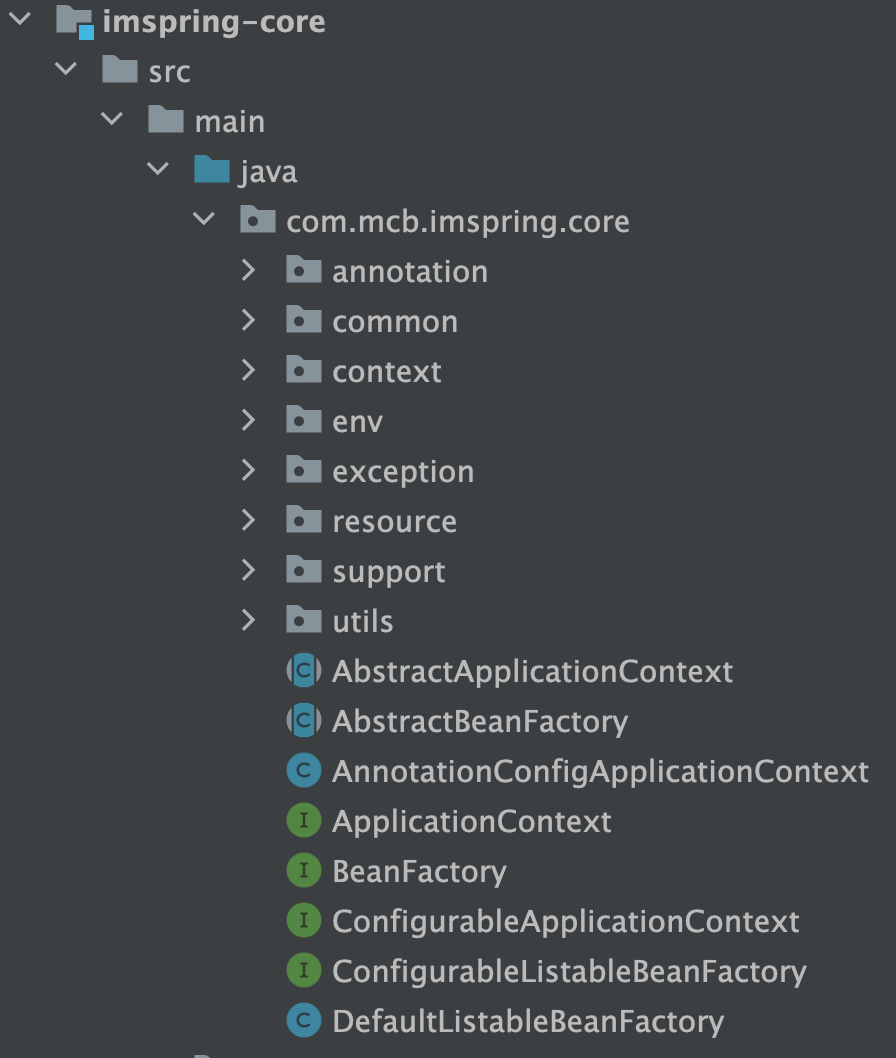 imspring-core
src
main
java
com.mcb.imspring.core
annotation
common
context
env
exception
resource
support
utils
C AbstractApplicationContext
C AbstractBeanFactory
C AnnotationConfigApplicationContext
I ApplicationContext
I BeanFactory
I ConfigurableApplicationContext
I ConfigurableListableBeanFactory
C DefaultListableBeanFactory